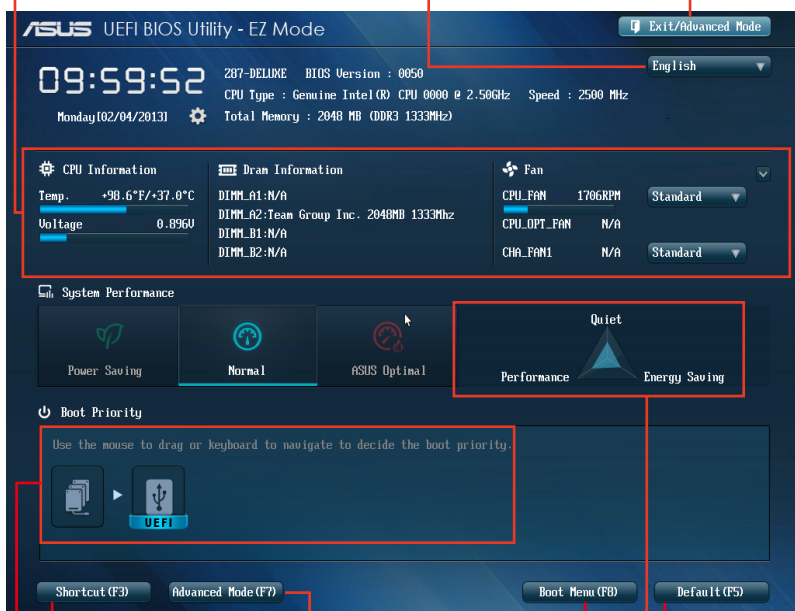 ASUS UEFI BIOS Utility - EZ Mode
Exit/Advanced Mode
English
09:59:52
Monday[02/04/2013]
Z87-DELUXE BIOS Version : 0050
CPU Type : Genuine Intel(R) CPU 0000 @ 2.50GHz Speed : 2500 MHz
Total Memory : 2048 MB (DDR3 1333MHz)
CPU Information
Temp. +98.6°F/+37.0°C
Voltage 0.896V
Dram Information
DIMM_A1:N/A
DIMM_A2:Team Group Inc. 2048MB 1333Mhz
DIMM_B1:N/A
DIMM_B2:N/A
Fan
CPU_FAN 1706RPM Standard
CPU_OPT_FAN N/A
CHA_FAN1 N/A Standard
System Performance
Power Saving
Normal
ASUS Optimal
Quiet
Performance
Energy Saving
Boot Priority
Use the mouse to drag or keyboard to navigate to decide the boot priority.
UEFI
Shortcut(F3)
Advanced Mode(F7)
Boot Menu(F8)
Default(F5)